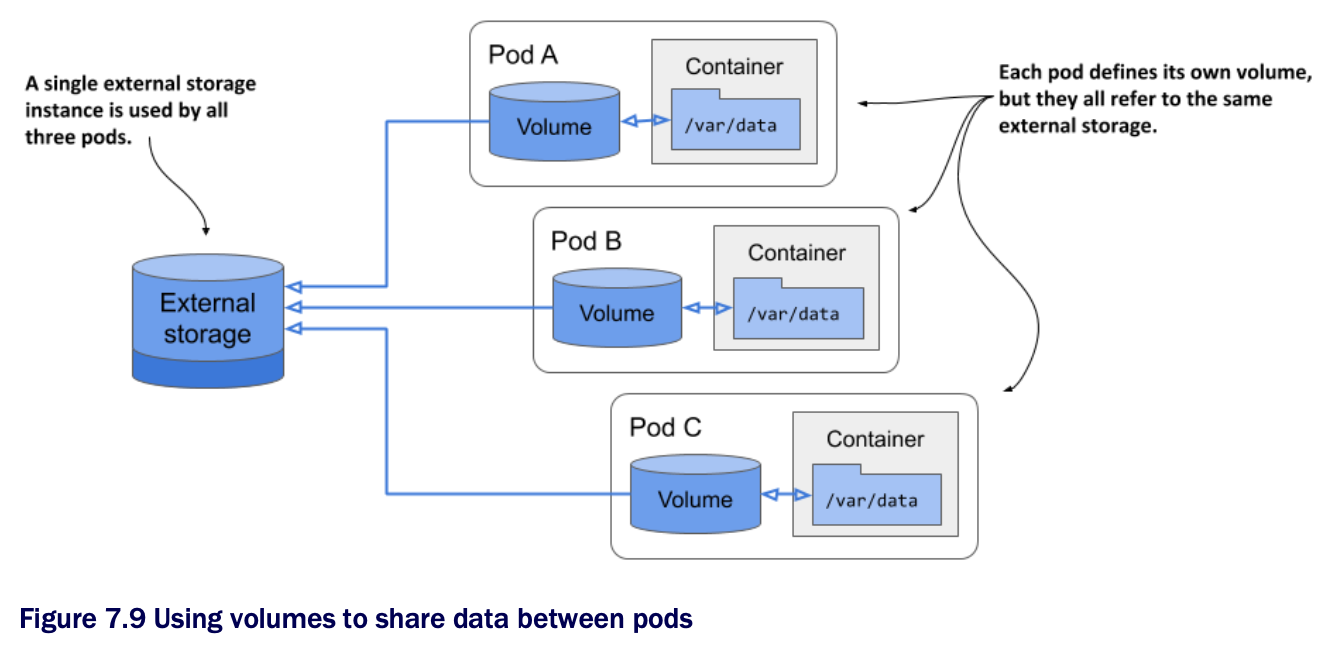 A single external storage
instance is used by all
three pods.
External
storage
Pod A
Volume
Container
/var/data
Pod B
Volume
Container
/var/data
Pod C
Volume
Container
/var/data
Each pod defines its own volume,
but they all refer to the same
external storage.
Figure 7.9 Using volumes to share data between pods